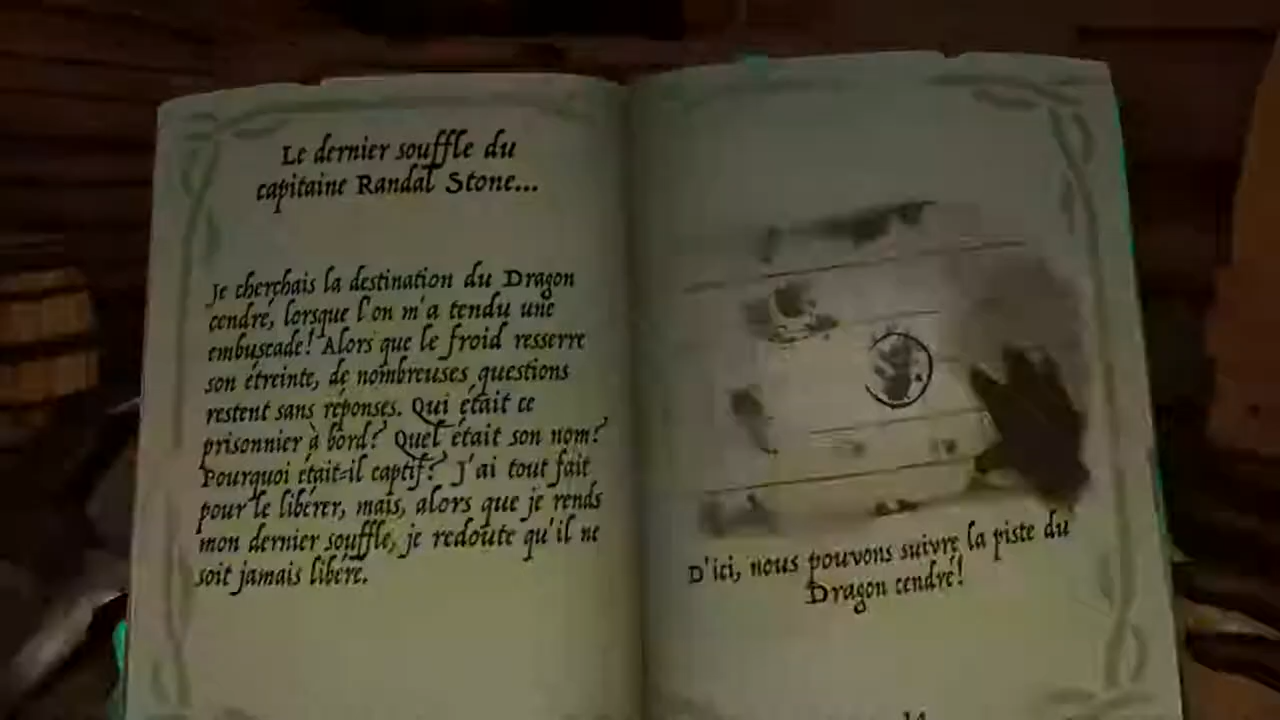 Le dernier souffle du
capitaine Randal Stone...
Je cherchais la destination du Dragon
cendré, lorsque l'on m'a tendu une
embuscade! Alors que le froid resserre
son étreinte, de nombreuses questions
restent sans réponses. Qui était ce
prisonnier à bord? Quel était son nom?
Pourquoi était-il captif? J'ai tout fait
pour le libérer, mais, alors que je rends
mon dernier souffle, je redoute qu'il ne
soit jamais libéré.
D'ici, nous pouvons suivre la piste du
Dragon cendré!